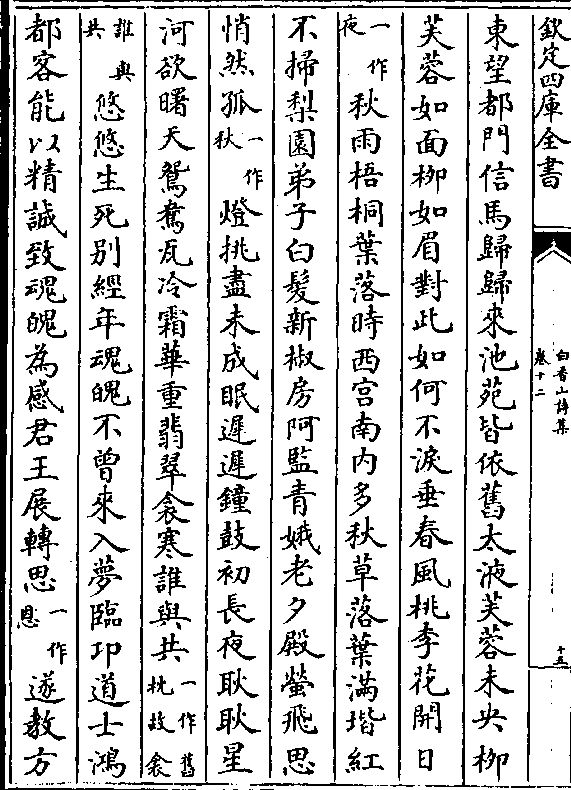 欽定四庫全書
白香山詩集
卷十二
十五
東望都門信馬歸歸來池苑皆依舊太液芙蓉未央柳
芙蓉如面柳如眉對此如何不淚垂春風桃李花開日
一作夜秋雨梧桐葉落時西宫南内多秋草落葉滿堦紅
不掃梨園弟子白髮新椒房阿監青娥老夕殿螢飛思
悄然孤一作秋燈挑盡未成眠遲遲鐘鼓初長夜耿耿星
河欲曙天鴛鴦瓦冷霜華重翡翠衾寒誰與共一作舊枕故衾
誰與共悠悠生死别經年魂魄不曾來入夢臨卭道士鴻
都客能以精誠致魂魄為感君王展轉思一作恩遂教方